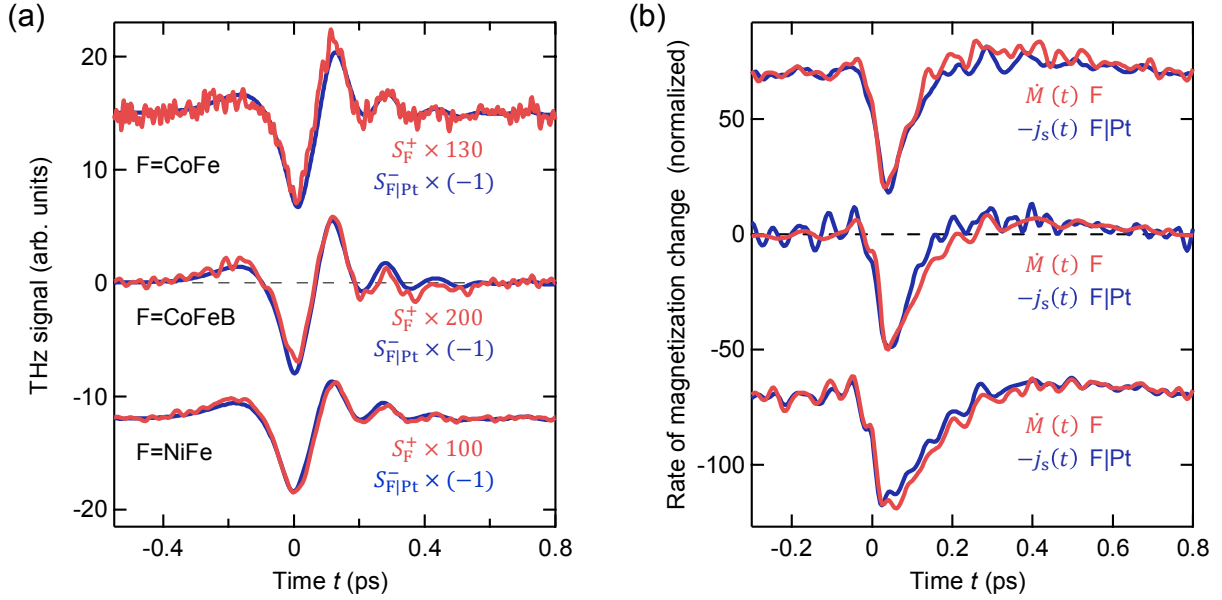 (a)
THz signal (arb. units)
20
10
0
-10
-20
F=CoFe
S_F^+ × 130
S_{F|Pt}^- × (−1)
F=CoFeB
S_F^+ × 200
S_{F|Pt}^- × (−1)
F=NiFe
S_F^+ × 100
S_{F|Pt}^- × (−1)
-0.4
0
0.4
0.8
Time t (ps)
(b)
Rate of magnetization change (normalized)
50
0
-50
-100
Ṁ (t) F
−j_s(t) F|Pt
Ṁ (t) F
−j_s(t) F|Pt
Ṁ (t) F
−j_s(t) F|Pt
-0.2
0
0.2
0.4
0.6
0.8
Time t (ps)